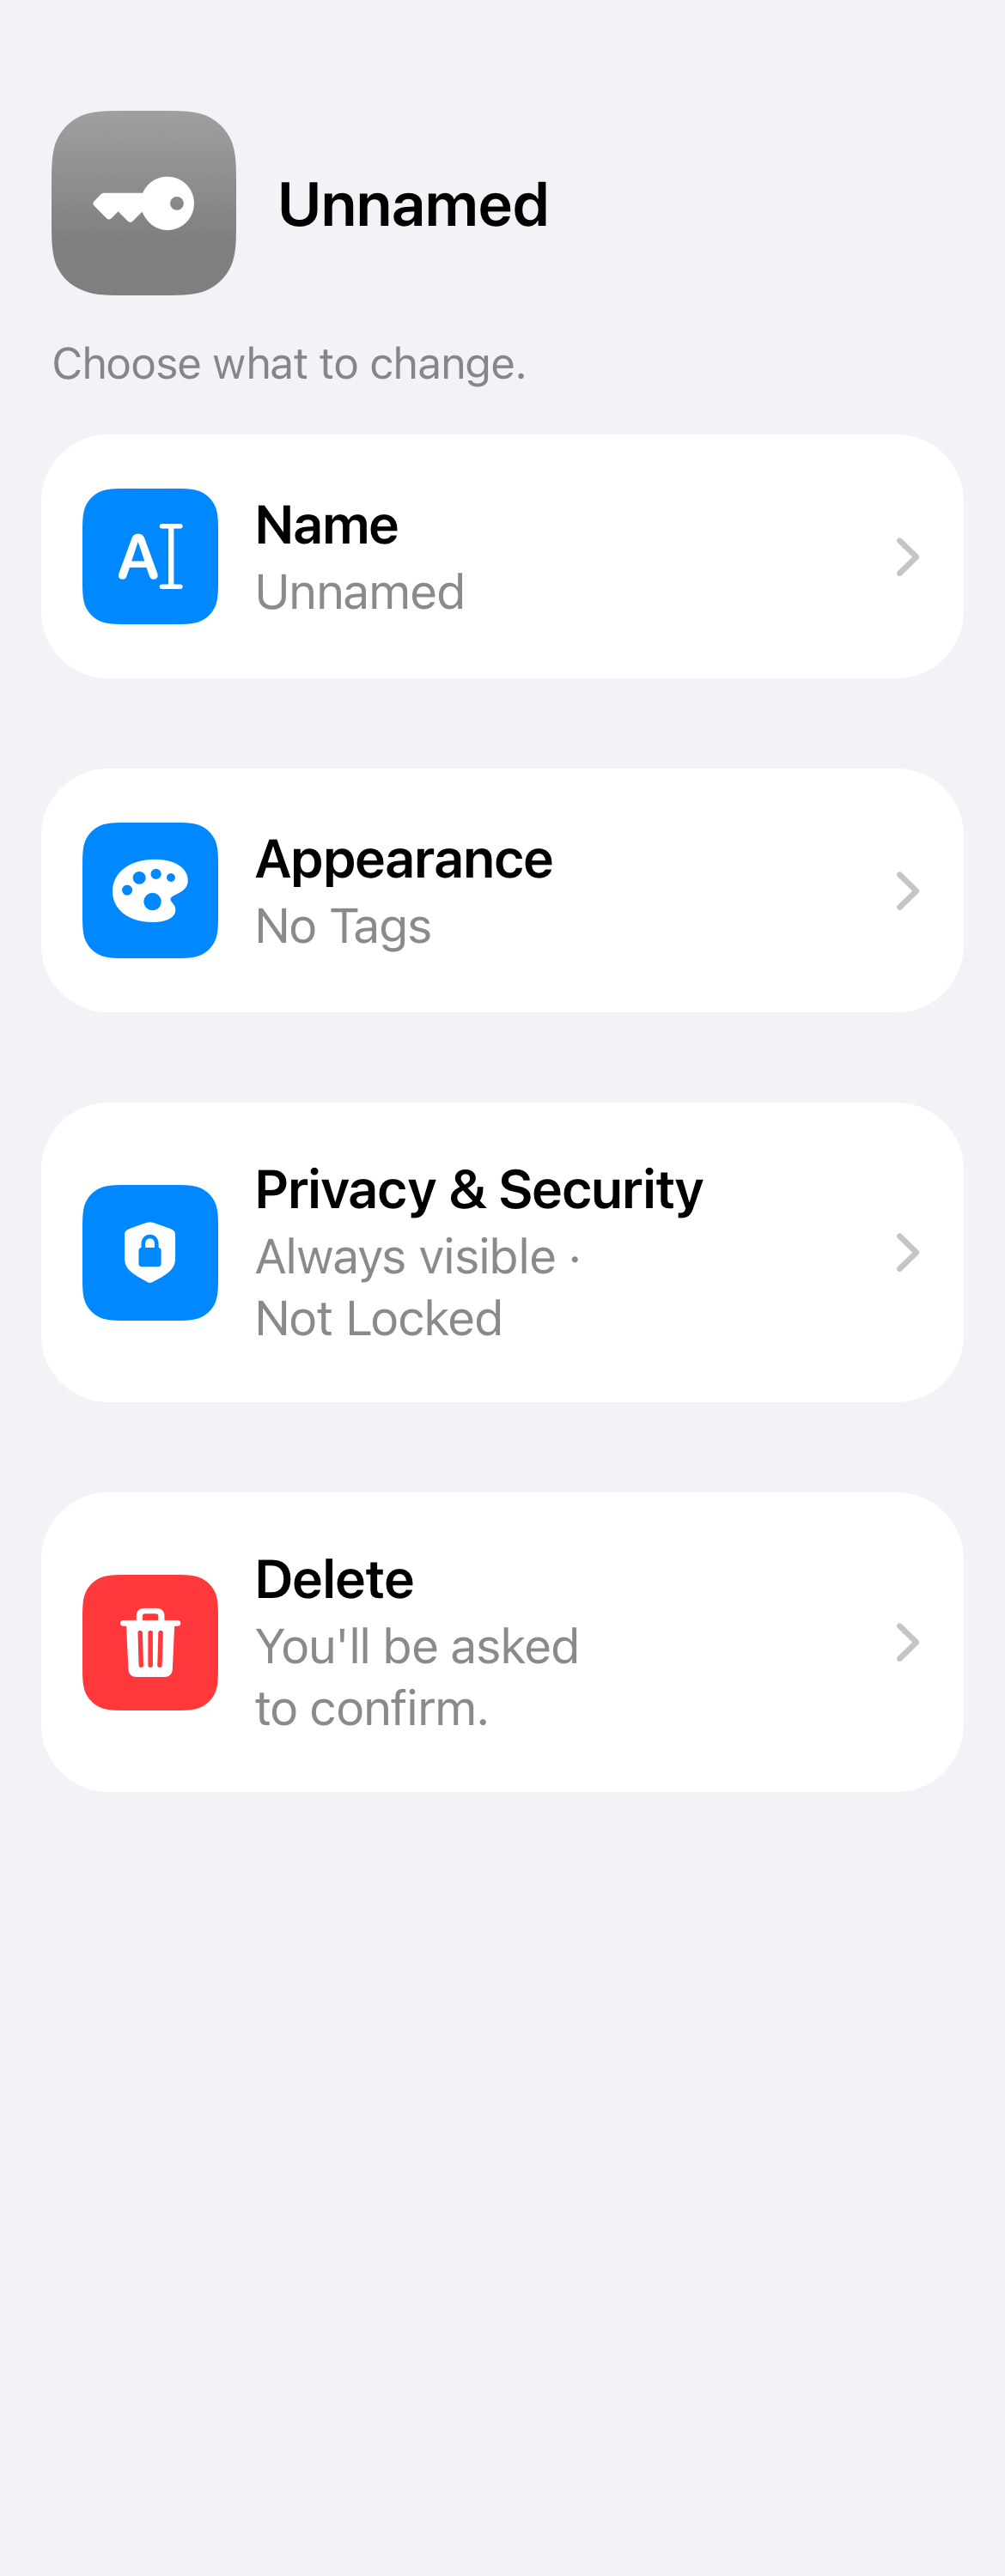 Unnamed
Choose what to change.
Name
Unnamed
Appearance
No Tags
Privacy & Security
Always visible ·
Not Locked
Delete
You'll be asked
to confirm.